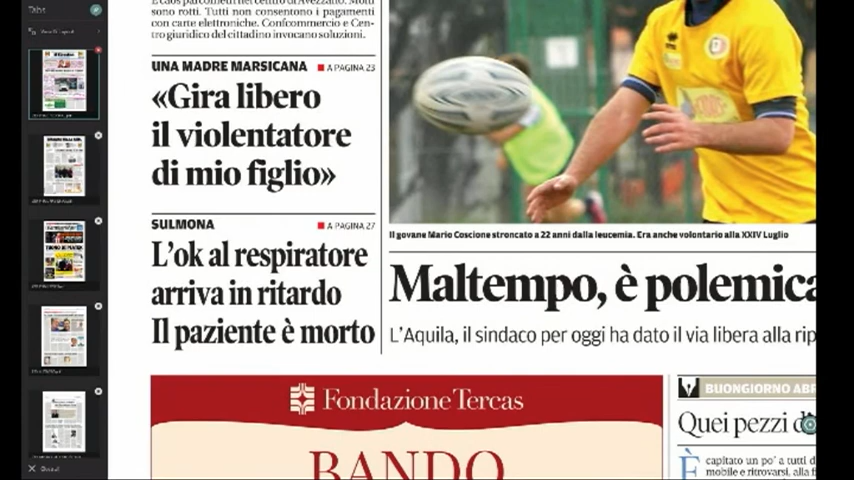 Tabs
È caos parcometri nel centro di Avezzano. Molti
sono rotti. Tutti non consentono i pagamenti
con carte elettroniche. Confcommercio e Cen-
tro giuridico del cittadino invocano soluzioni.
UNA MADRE MARSICANA A PAGINA 23
«Gira libero
il violentatore
di mio figlio»
SULMONA A PAGINA 27
L'ok al respiratore
arriva in ritardo
Il paziente è morto
Il govane Mario Coscione stroncato a 22 anni dalla leucemia. Era anche volontario alla XXIV Luglio
Maltempo, è polemica
L'Aquila, il sindaco per oggi ha dato il via libera alla rip
Fondazione Tercas
BANDO
BUONGIORNO ABR
Quei pezzi d
È capitato un po' a tutti d
mobile e ritrovarsi, alla f